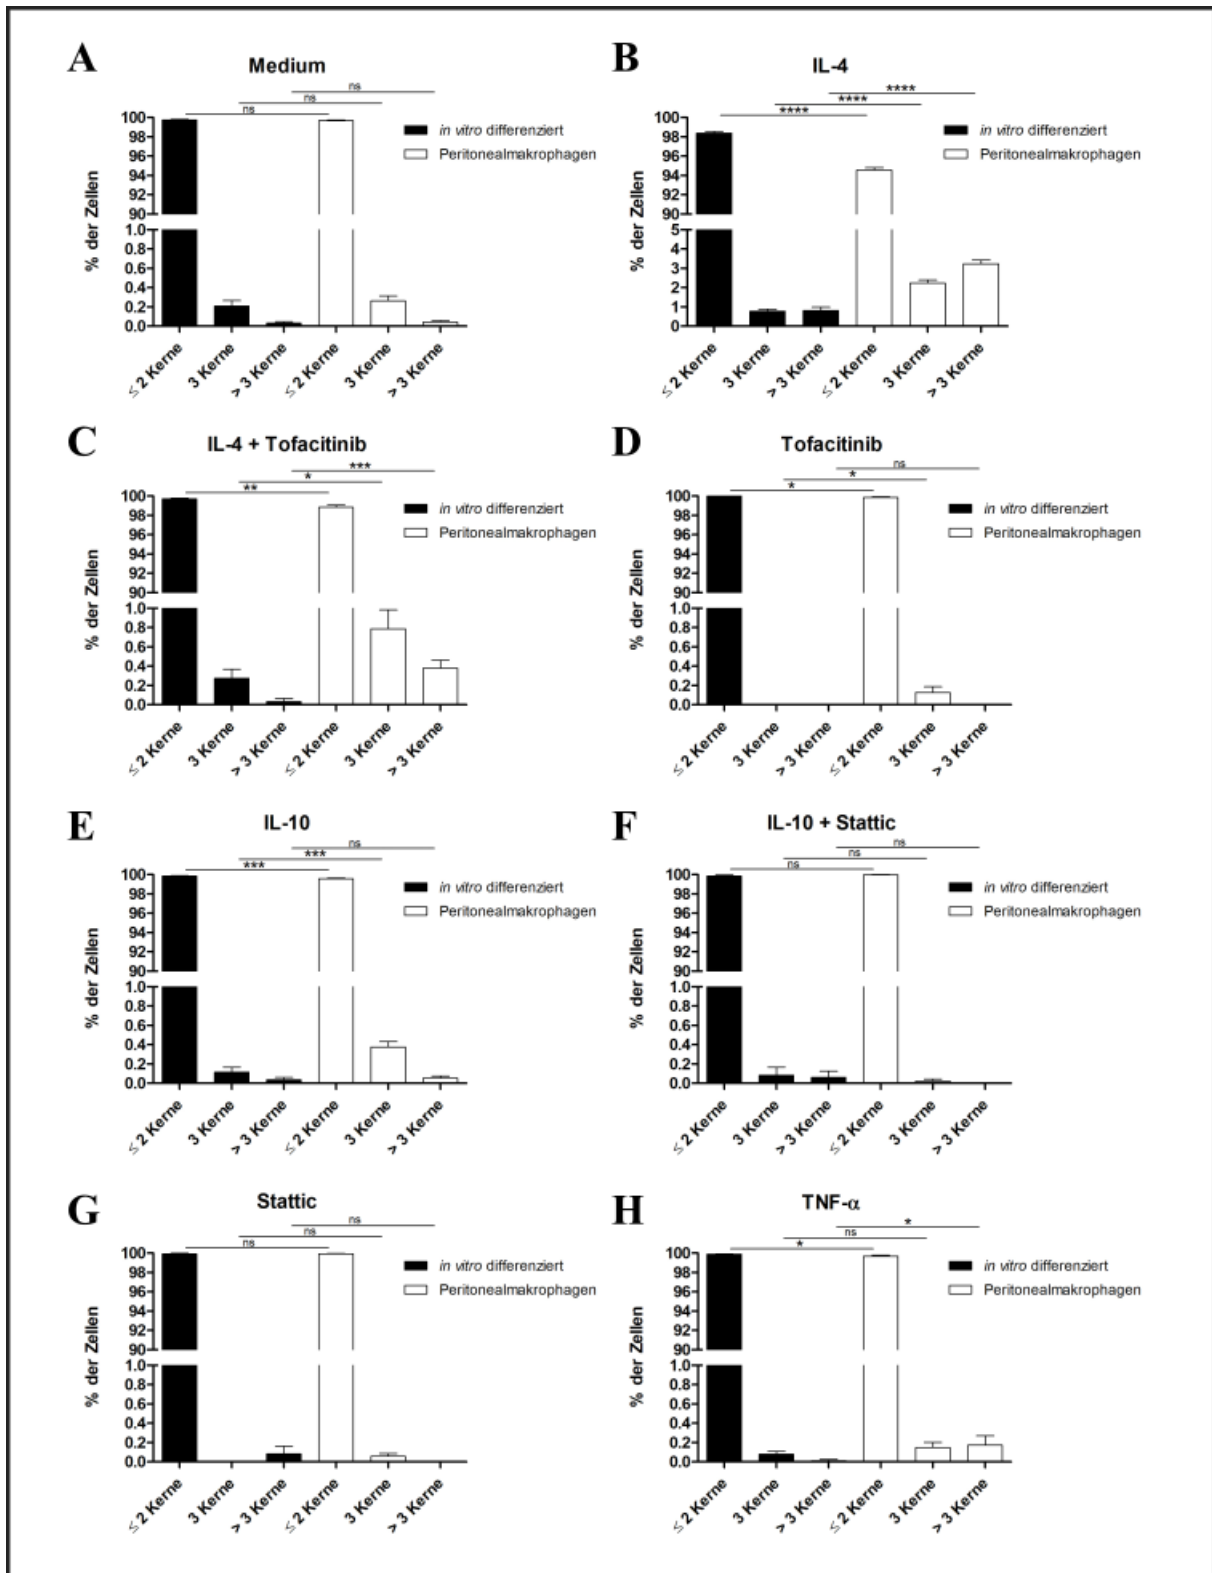 A
Medium
ns
ns
ns
100
98
96
94
92
90
1.0
0.8
0.6
0.4
0.2
0.0
% der Zellen
in vitro differenziert
Peritonealmakrophagen
≤ 2 Kerne
3 Kerne
> 3 Kerne
≤ 2 Kerne
3 Kerne
> 3 Kerne
B
IL-4
****
****
****
100
98
96
94
92
90
5
4
3
2
1
0
% der Zellen
in vitro differenziert
Peritonealmakrophagen
≤ 2 Kerne
3 Kerne
> 3 Kerne
≤ 2 Kerne
3 Kerne
> 3 Kerne
C
IL-4 + Tofacitinib
***
*
**
100
98
96
94
92
90
1.0
0.8
0.6
0.4
0.2
0.0
% der Zellen
in vitro differenziert
Peritonealmakrophagen
≤ 2 Kerne
3 Kerne
> 3 Kerne
≤ 2 Kerne
3 Kerne
> 3 Kerne
D
Tofacitinib
ns
*
*
100
98
96
94
92
90
1.0
0.8
0.6
0.4
0.2
0.0
% der Zellen
in vitro differenziert
Peritonealmakrophagen
≤ 2 Kerne
3 Kerne
> 3 Kerne
≤ 2 Kerne
3 Kerne
> 3 Kerne
E
IL-10
ns
***
***
100
98
96
94
92
90
1.0
0.8
0.6
0.4
0.2
0.0
% der Zellen
in vitro differenziert
Peritonealmakrophagen
≤ 2 Kerne
3 Kerne
> 3 Kerne
≤ 2 Kerne
3 Kerne
> 3 Kerne
F
IL-10 + Stattic
ns
ns
ns
100
98
96
94
92
90
1.0
0.8
0.6
0.4
0.2
0.0
% der Zellen
in vitro differenziert
Peritonealmakrophagen
≤ 2 Kerne
3 Kerne
> 3 Kerne
≤ 2 Kerne
3 Kerne
> 3 Kerne
G
Stattic
ns
ns
ns
100
98
96
94
92
90
1.0
0.8
0.6
0.4
0.2
0.0
% der Zellen
in vitro differenziert
Peritonealmakrophagen
≤ 2 Kerne
3 Kerne
> 3 Kerne
≤ 2 Kerne
3 Kerne
> 3 Kerne
H
TNF-α
*
ns
*
100
98
96
94
92
90
1.0
0.8
0.6
0.4
0.2
0.0
% der Zellen
in vitro differenziert
Peritonealmakrophagen
≤ 2 Kerne
3 Kerne
> 3 Kerne
≤ 2 Kerne
3 Kerne
> 3 Kerne